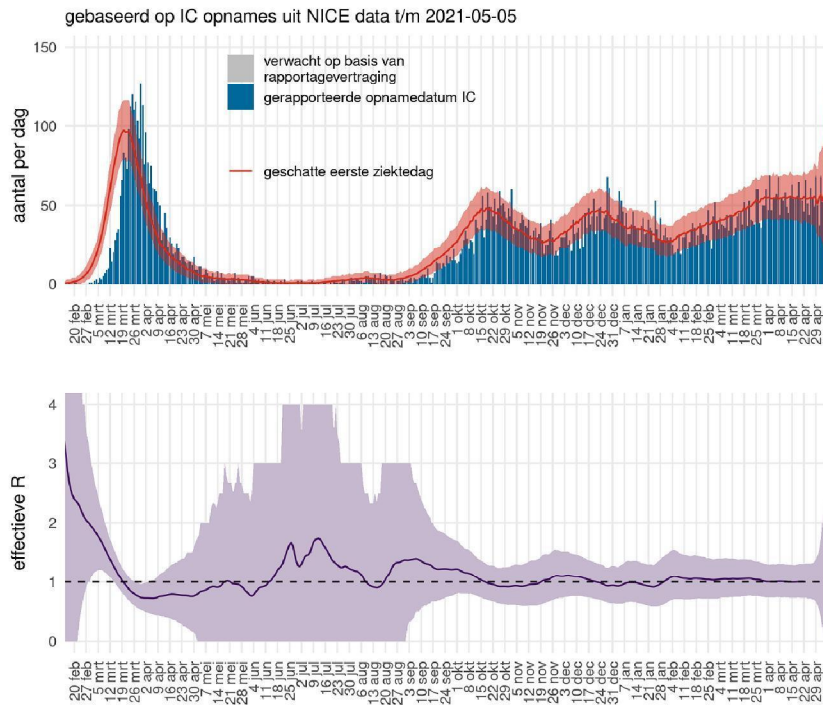 gebaseerd op IC opnames uit NICE data t/m 2021-05-05
150
100
50
0
aantal per dag
verwacht op basis van
rapportagevertraging
gerapporteerde opnamedatum IC
geschatte eerste ziektedag
20 feb
27 feb
5 mrt
12 mrt
19 mrt
26 mrt
2 apr
9 apr
16 apr
23 apr
30 apr
7 mei
14 mei
21 mei
28 mei
4 jun
11 jun
18 jun
25 jun
2 jul
9 jul
16 jul
23 jul
30 jul
6 aug
13 aug
20 aug
27 aug
3 sep
10 sep
17 sep
24 sep
1 okt
8 okt
15 okt
22 okt
29 okt
5 nov
12 nov
19 nov
26 nov
3 dec
10 dec
17 dec
24 dec
31 dec
7 jan
14 jan
21 jan
28 jan
4 feb
11 feb
18 feb
25 feb
4 mrt
11 mrt
18 mrt
25 mrt
1 apr
8 apr
15 apr
22 apr
29 apr
4
3
2
1
0
effectieve R
20 feb
27 feb
5 mrt
12 mrt
19 mrt
26 mrt
2 apr
9 apr
16 apr
23 apr
30 apr
7 mei
14 mei
21 mei
28 mei
4 jun
11 jun
18 jun
25 jun
2 jul
9 jul
16 jul
23 jul
30 jul
6 aug
13 aug
20 aug
27 aug
3 sep
10 sep
17 sep
24 sep
1 okt
8 okt
15 okt
22 okt
29 okt
5 nov
12 nov
19 nov
26 nov
3 dec
10 dec
17 dec
24 dec
31 dec
7 jan
14 jan
21 jan
28 jan
4 feb
11 feb
18 feb
25 feb
4 mrt
11 mrt
18 mrt
25 mrt
1 apr
8 apr
15 apr
22 apr
29 apr